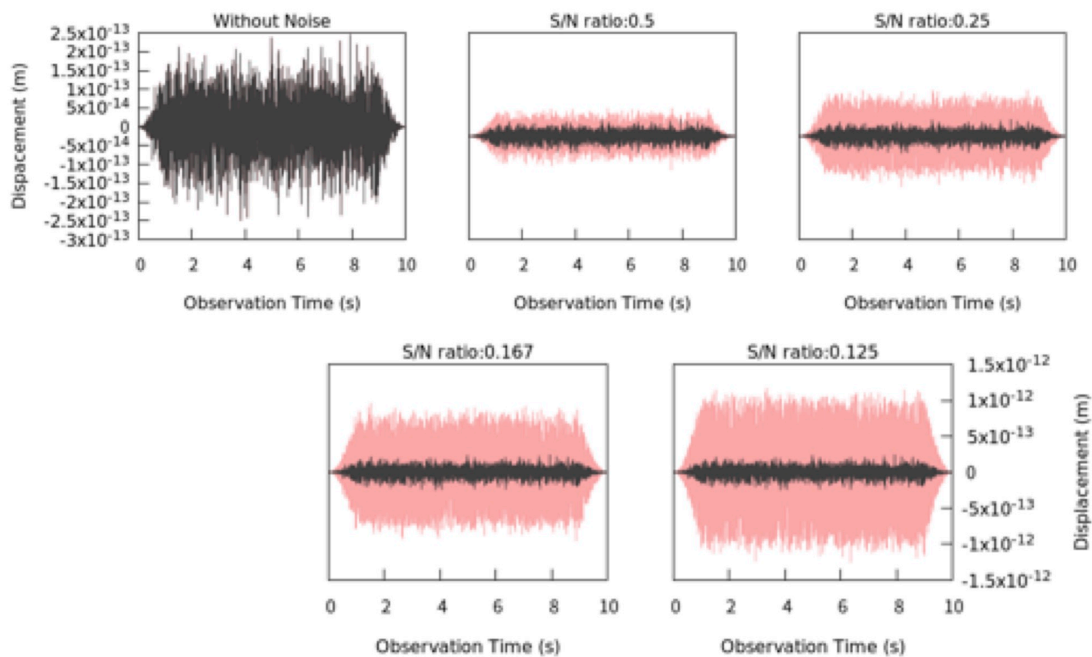 Without Noise
S/N ratio:0.5
S/N ratio:0.25
Dispacement (m)
2.5x10⁻¹³
2x10⁻¹³
1.5x10⁻¹³
1x10⁻¹³
5x10⁻¹⁴
0
-5x10⁻¹⁴
-1x10⁻¹³
-1.5x10⁻¹³
-2x10⁻¹³
-2.5x10⁻¹³
-3x10⁻¹³
0 2 4 6 8 10
0 2 4 6 8 10
0 2 4 6 8 10
Observation Time (s)
Observation Time (s)
Observation Time (s)
S/N ratio:0.167
S/N ratio:0.125
1.5x10⁻¹²
1x10⁻¹²
5x10⁻¹³
0
-5x10⁻¹³
-1x10⁻¹²
-1.5x10⁻¹²
Displacement (m)
0 2 4 6 8 10
0 2 4 6 8 10
Observation Time (s)
Observation Time (s)